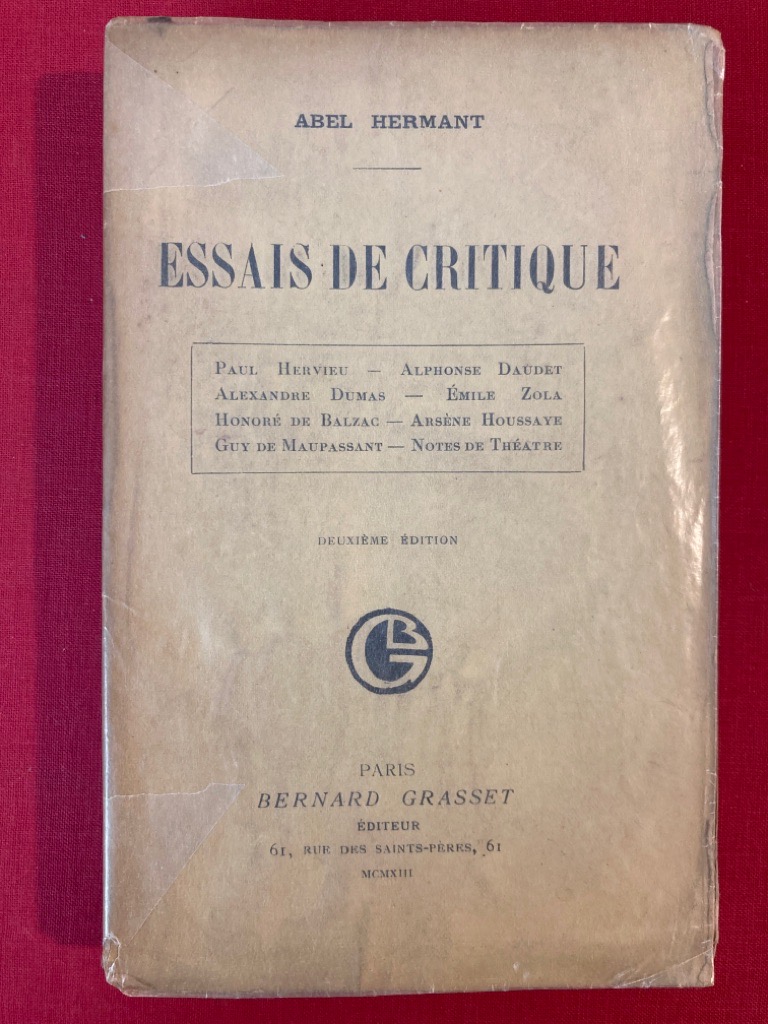 ABEL HERMANT
ESSAIS DE CRITIQUE
PAUL HERVIEU — ALPHONSE DAUDET
ALEXANDRE DUMAS — ÉMILE ZOLA
HONORÉ DE BALZAC — ARSÈNE HOUSSAYE
GUY DE MAUPASSANT — NOTES DE THÉATRE
DEUXIÈME ÉDITION
BG
PARIS
BERNARD GRASSET
ÉDITEUR
61, RUE DES SAINTS-PÈRES, 61
MCMXIII